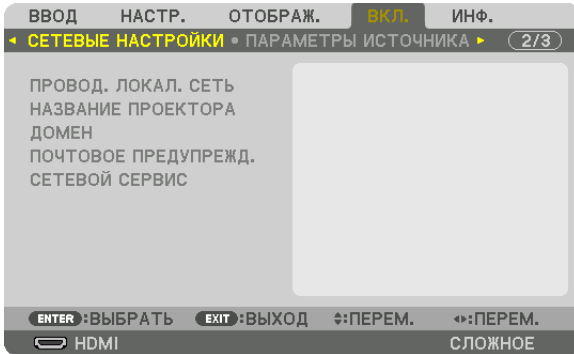 ВВОД НАСТР. ОТОБРАЖ. ВКЛ. ИНФ.
◄ СЕТЕВЫЕ НАСТРОЙКИ • ПАРАМЕТРЫ ИСТОЧНИКА ► 2/3
ПРОВОД. ЛОКАЛ. СЕТЬ
НАЗВАНИЕ ПРОЕКТОРА
ДОМЕН
ПОЧТОВОЕ ПРЕДУПРЕЖД.
СЕТЕВОЙ СЕРВИС
ENTER :ВЫБРАТЬ EXIT :ВЫХОД ♦:ПЕРЕМ. ◄►:ПЕРЕМ.
HDMI СЛОЖНОЕ